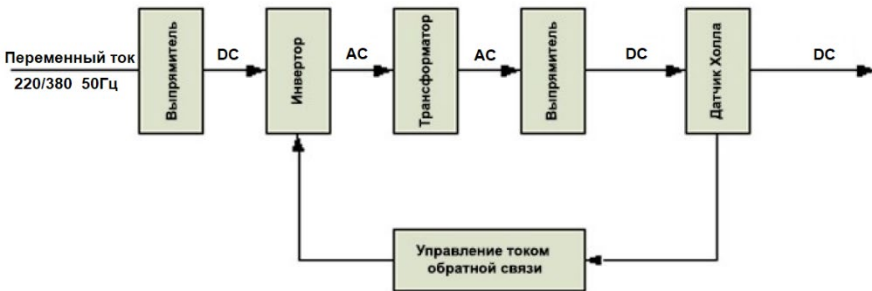 Переменный ток
220/380 50Гц
Выпрямитель
DC
Инвертор
AC
Трансформатор
AC
Выпрямитель
DC
Датчик Холла
DC
Управление током
обратной связи